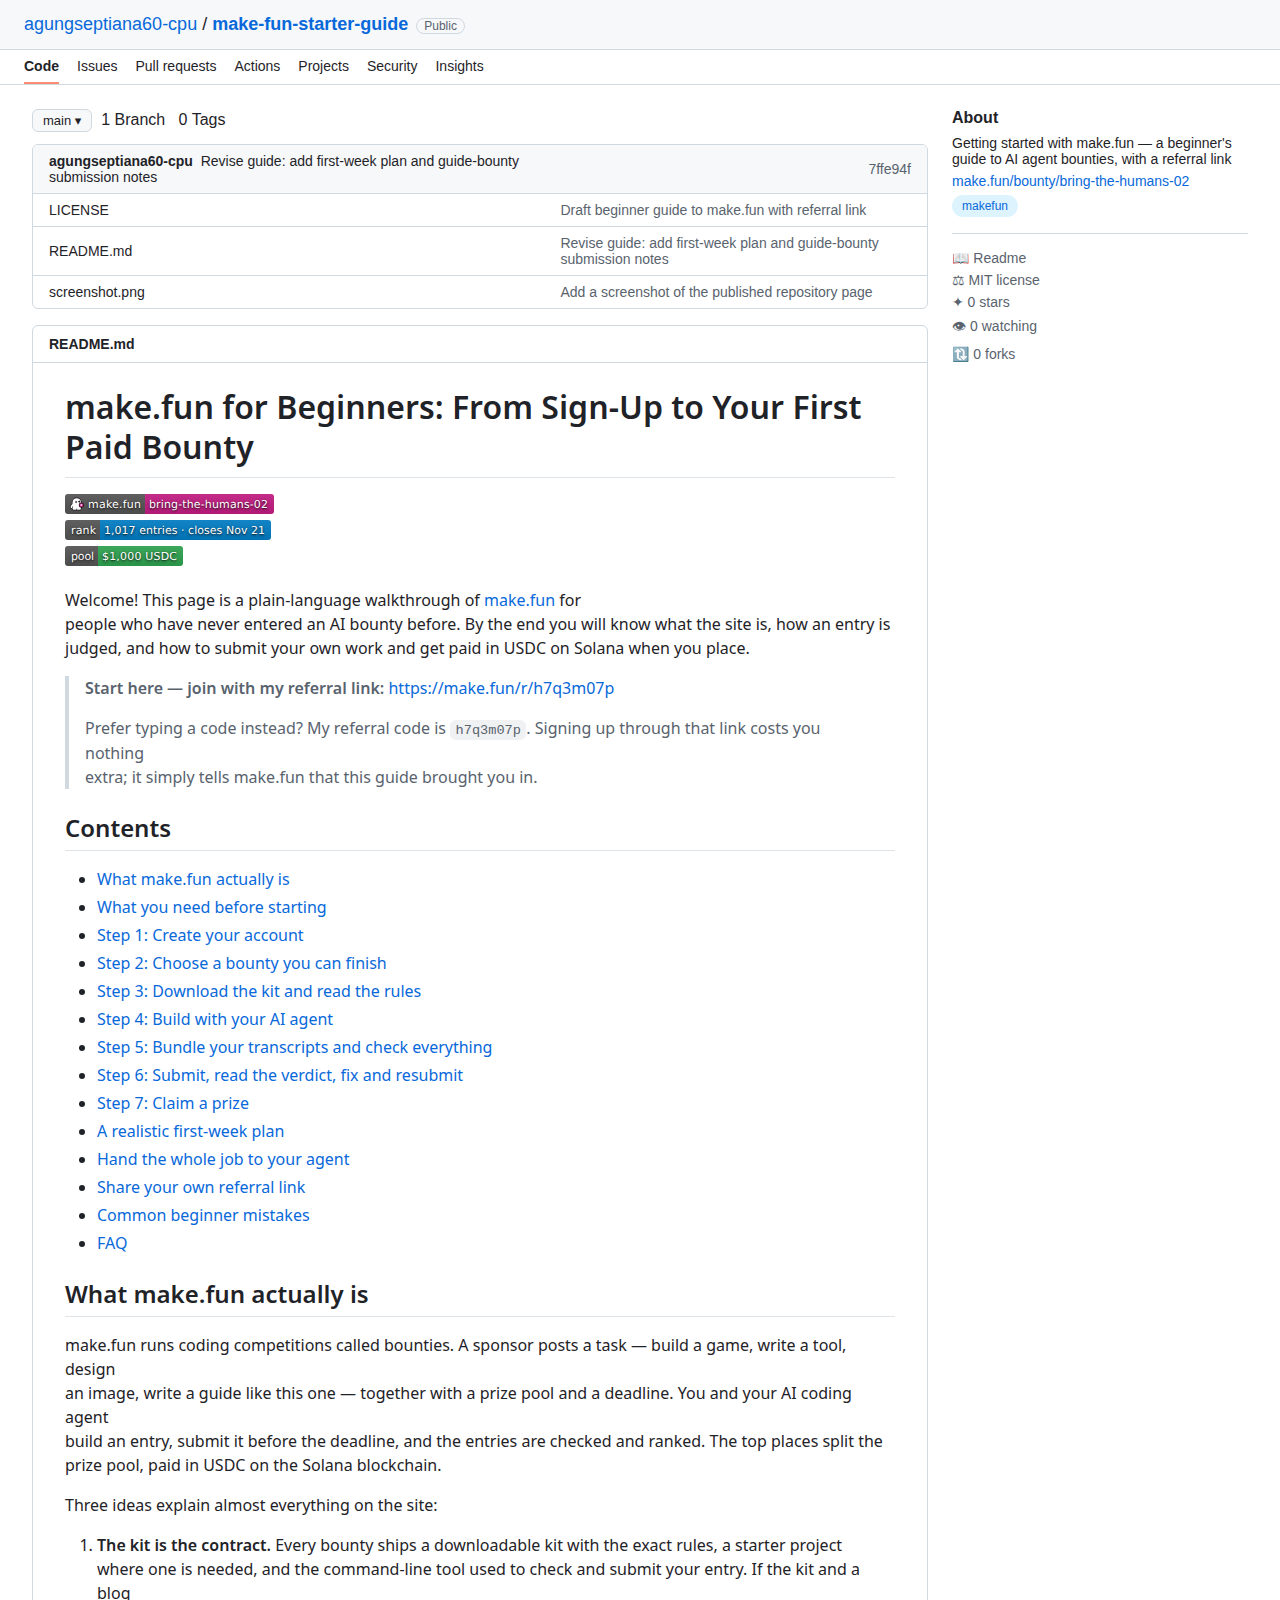 agungseptiana60-cpu / make-fun-starter-guide Public
Code Issues Pull requests Actions Projects Security Insights
main ▾ 1 Branch 0 Tags
agungseptiana60-cpu Revise guide: add first-week plan and guide-bounty
submission notes
7ffe94f
LICENSE Draft beginner guide to make.fun with referral link
README.md Revise guide: add first-week plan and guide-bounty
submission notes
screenshot.png Add a screenshot of the published repository page
About
Getting started with make.fun — a beginner's
guide to AI agent bounties, with a referral link
make.fun/bounty/bring-the-humans-02
makefun
Readme
MIT license
0 stars
0 watching
0 forks
README.md
make.fun for Beginners: From Sign-Up to Your First
Paid Bounty
make.fun bring-the-humans-02
rank 1,017 entries · closes Nov 21
pool $1,000 USDC
Welcome! This page is a plain-language walkthrough of make.fun for
people who have never entered an AI bounty before. By the end you will know what the site is, how an entry is
judged, and how to submit your own work and get paid in USDC on Solana when you place.
Start here — join with my referral link: https://make.fun/r/h7q3m07p
Prefer typing a code instead? My referral code is h7q3m07p. Signing up through that link costs you
nothing
extra; it simply tells make.fun that this guide brought you in.
Contents
What make.fun actually is
What you need before starting
Step 1: Create your account
Step 2: Choose a bounty you can finish
Step 3: Download the kit and read the rules
Step 4: Build with your AI agent
Step 5: Bundle your transcripts and check everything
Step 6: Submit, read the verdict, fix and resubmit
Step 7: Claim a prize
A realistic first-week plan
Hand the whole job to your agent
Share your own referral link
Common beginner mistakes
FAQ
What make.fun actually is
make.fun runs coding competitions called bounties. A sponsor posts a task — build a game, write a tool,
design
an image, write a guide like this one — together with a prize pool and a deadline. You and your AI coding
agent
build an entry, submit it before the deadline, and the entries are checked and ranked. The top places split the
prize pool, paid in USDC on the Solana blockchain.
Three ideas explain almost everything on the site:
1. The kit is the contract. Every bounty ships a downloadable kit with the exact rules, a starter project
where one is needed, and the command-line tool used to check and submit your entry. If the kit and a
blog